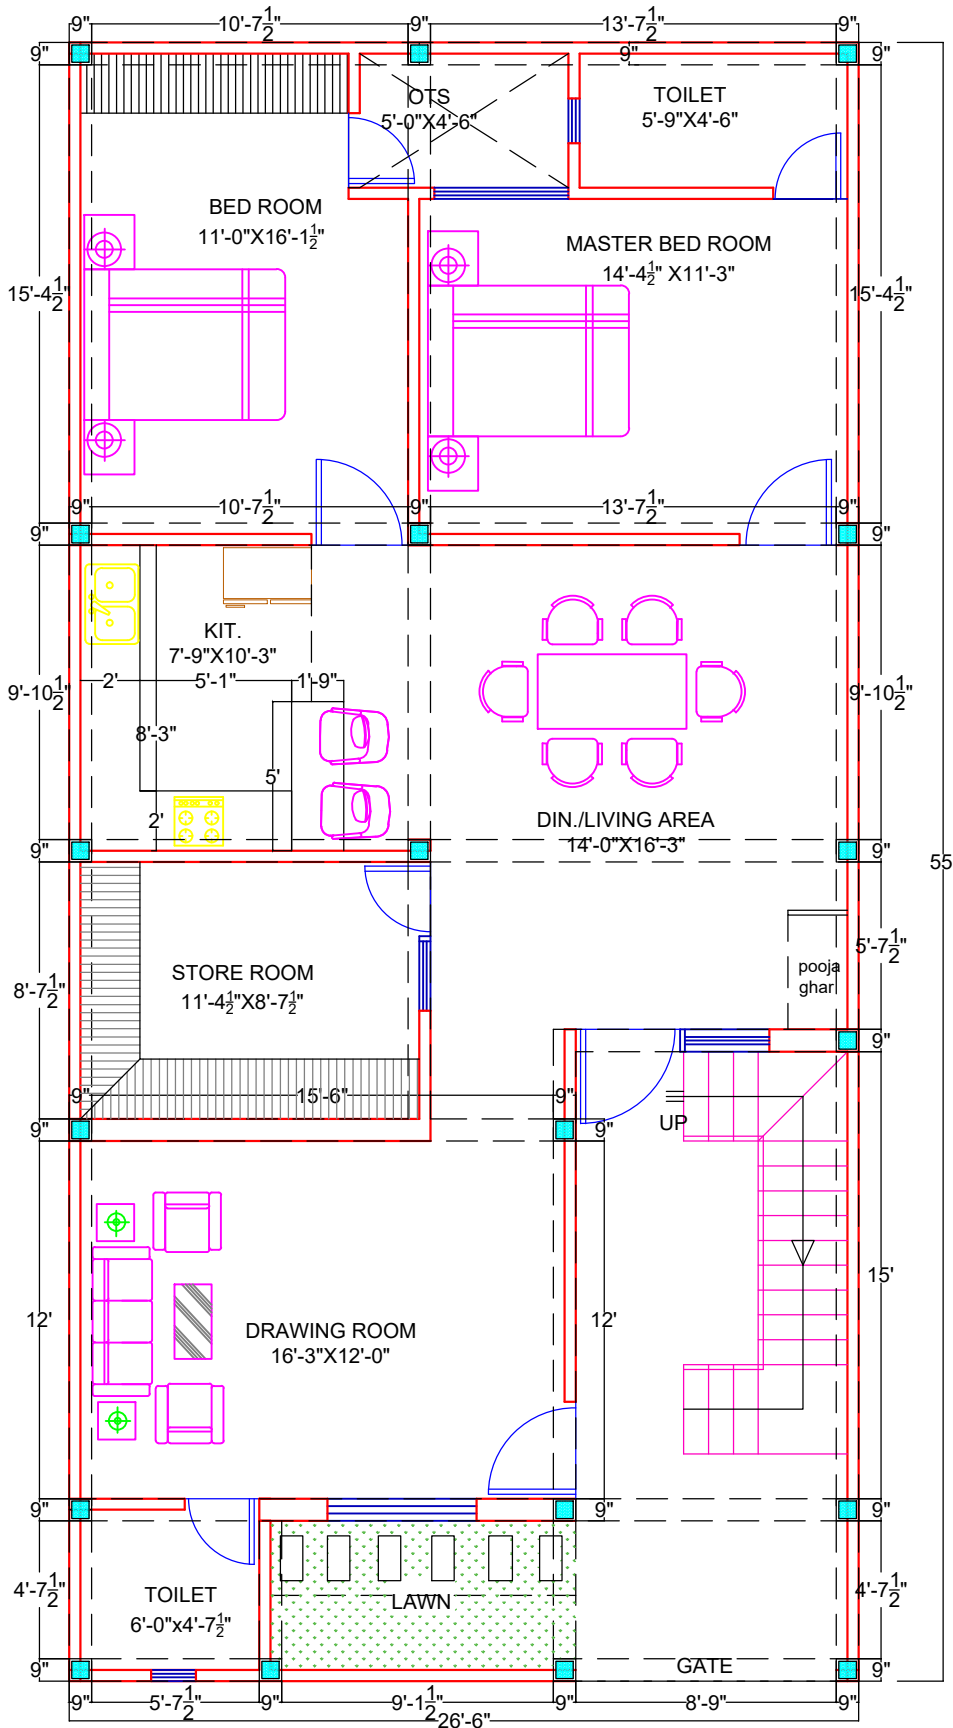 9" 10'-7½" 9" 13'-7½" 9"
9" 9" 9"
OTS
5'-0"X4'-6"
TOILET
5'-9"X4'-6"
BED ROOM
11'-0"X16'-1½"
MASTER BED ROOM
14'-4½" X11'-3"
15'-4½" 15'-4½"
9" 10'-7½" 9" 13'-7½" 9"
9" 9"
KIT.
7'-9"X10'-3"
2' 5'-1" 1'-9"
9'-10½" 9'-10½"
8'-3"
5'
2'
DIN./LIVING AREA
14'-0"X16'-3"
9" 9"
55
5'-7½"
pooja
ghar
STORE ROOM
11'-4½"X8'-7½"
8'-7½"
9"
9" 15'-6" 9"
UP
9" 9"
15'
12' 12'
DRAWING ROOM
16'-3"X12'-0"
9" 9" 9"
4'-7½" 4'-7½"
TOILET
6'-0"x4'-7½"
LAWN
GATE
9" 9"
9" 5'-7½" 9" 9'-1½" 9" 8'-9" 9"
26'-6"